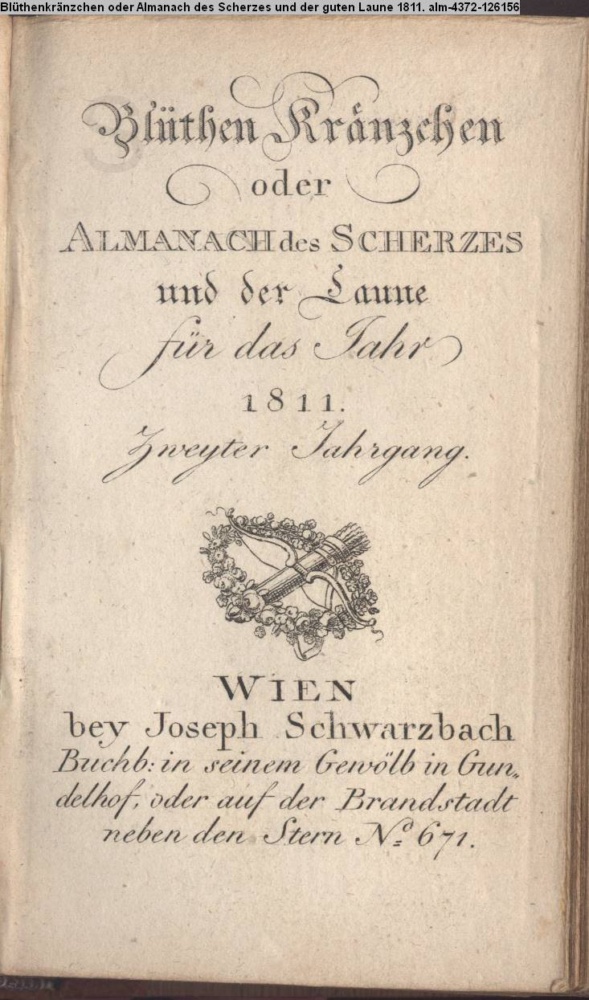 Blüthenkränzchen oder Almanach des Scherzes und der guten Laune 1811. alm-4372-126156
Blüthen Kränzchen
oder
ALMANACH des SCHERZES
und der Laune
für das Jahr
1811.
Zweyter Jahrgang.
WIEN
bey Joseph Schwarzbach
Buchb: in seinem Gewölb in Gun„
delhof, oder auf der Brandstadt
neben den Stern Nº 671.